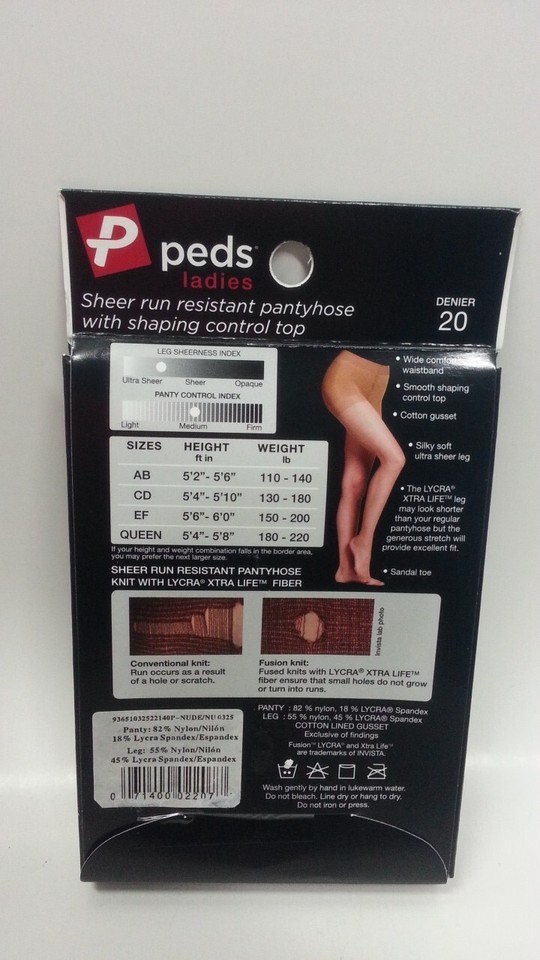 P
peds
ladies
Sheer run resistant pantyhose
with shaping control top
DENIER
20
LEG SHEERNESS INDEX
Ultra Sheer Sheer Opaque
PANTY CONTROL INDEX
Light Medium Firm
SIZES HEIGHT WEIGHT
ft in lb
AB 5'2"- 5'6" 110 - 140
CD 5'4"- 5'10" 130 - 180
EF 5'6"- 6'0" 150 - 200
QUEEN 5'4"- 5'8" 180 - 220
If your height and weight combination falls in the border area,
you may prefer the next larger size.
• Wide comfort
waistband
• Smooth shaping
control top
• Cotton gusset
• Silky soft
ultra sheer leg
• The LYCRA®
XTRA LIFE™ leg
may look shorter
than your regular
pantyhose but the
generous stretch will
provide excellent fit.
• Sandal toe
SHEER RUN RESISTANT PANTYHOSE
KNIT WITH LYCRA® XTRA LIFE™ FIBER
Invista lab photo
Conventional knit:
Run occurs as a result
of a hole or scratch.
Fusion knit:
Fused knits with LYCRA® XTRA LIFE™
fiber ensure that small holes do not grow
or turn into runs.
93651032522140P-NUDE/NU 0325
Panty: 82% Nylon/Nilón
18% Lycra Spandex/Espandex
Leg: 55% Nylon/Nilón
45% Lycra Spandex/Espandex
0 71400 02207
PANTY : 82 % nylon, 18 % LYCRA® Spandex
LEG : 55 % nylon, 45 % LYCRA® Spandex
COTTON LINED GUSSET
Exclusive of findings
Fusion™ LYCRA® and Xtra Life™
are trademarks of INVISTA.
Wash gently by hand in lukewarm water.
Do not bleach. Line dry or hang to dry.
Do not iron or press.